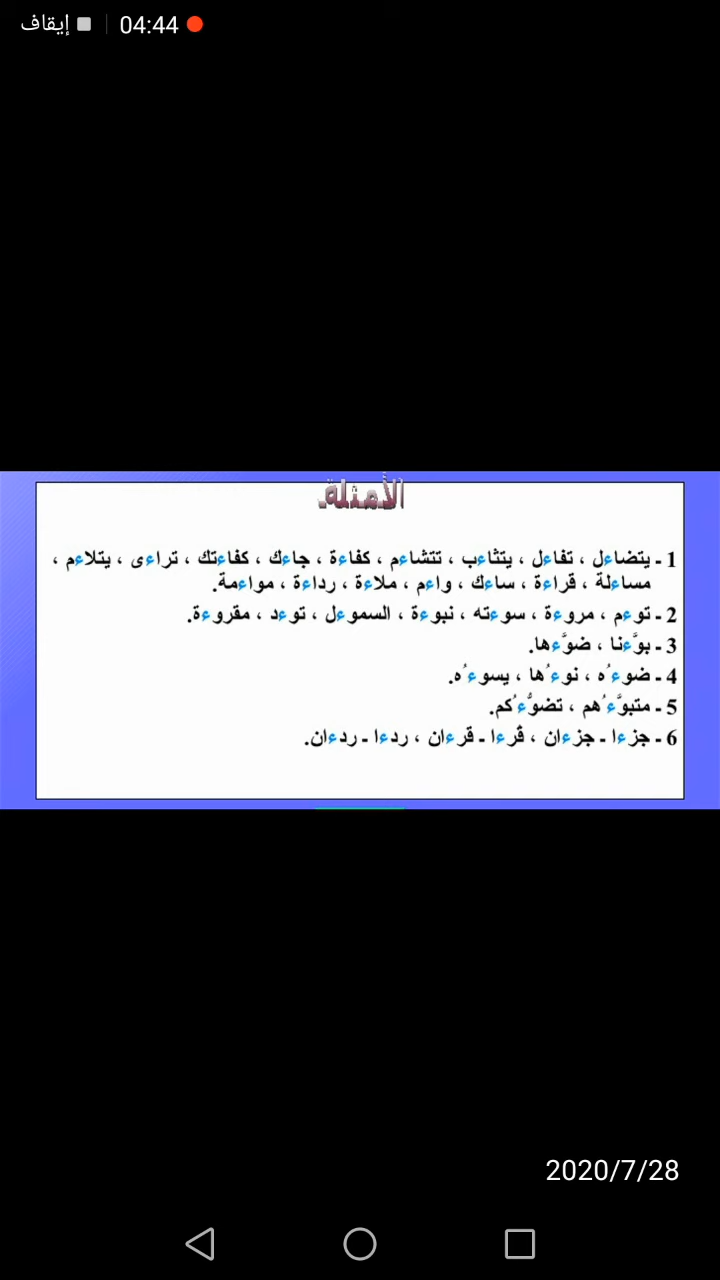 04:44 إيقاف
الأمثلة
1 - يتضاءل ، تفاءل ، يتثاءب ، تتشاءم ، كفاءة ، جاءك ، كفاءتك ، تراءى ، يتلاءم ،
مساءلة ، قراءة ، ساءك ، واءم ، ملاءة ، رداءة ، مواءمة.
2 - توءم ، مروءة ، سوءته ، نبوءة ، السموءل ، توءد ، مقروءة.
3 - بوَّءنا ، ضوَّءها.
4 - ضوءُه ، نوءُها ، يسوءُه.
5 - متبوَّءُهم ، تضوُّءُكم.
6 - جزءا - جزءان ، قُرءا - قرءان ، ردءا - ردءان.
2020/7/28